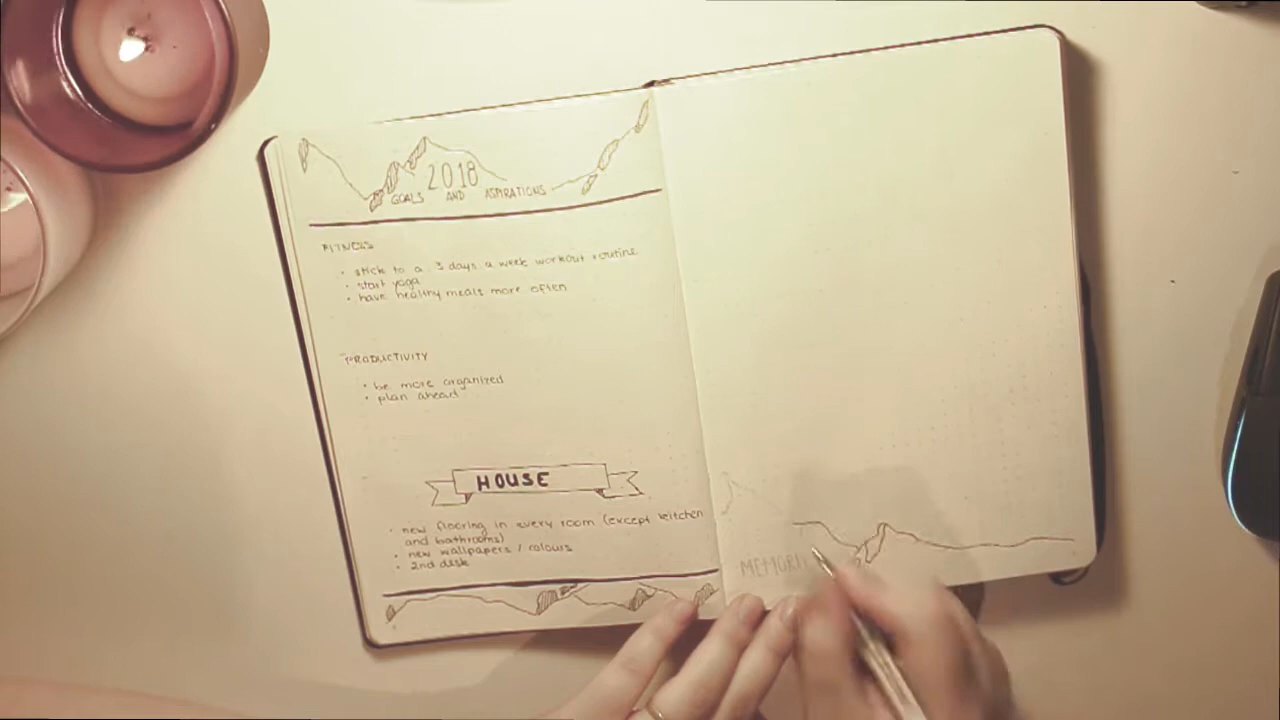 2018
GOALS AND ASPIRATIONS
FITNESS
• stick to a 3 days a week workout routine
• start yoga
• have healthy meals more often
PRODUCTIVITY
• be more organized
• plan ahead
HOUSE
• new flooring in every room (except kitchen
and bathrooms)
• new wallpapers / colours
• 2nd desk
MEMORI